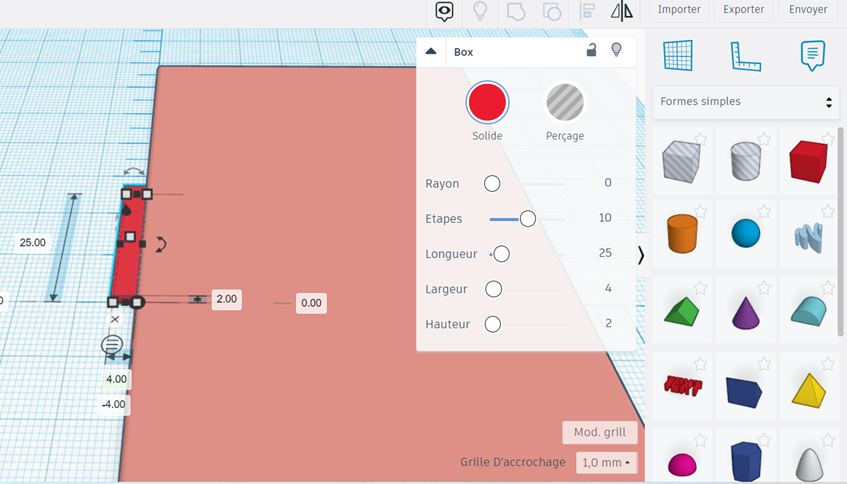 Importer
Exporter
Envoyer
Box
Solide
Perçage
Formes simples
Rayon 0
Etapes 10
Longueur 25
Largeur 4
Hauteur 2
25.00
2.00
0.00
4.00
-4.00
Mod. grill
Grille D'accrochage 1,0 mm
TEXT